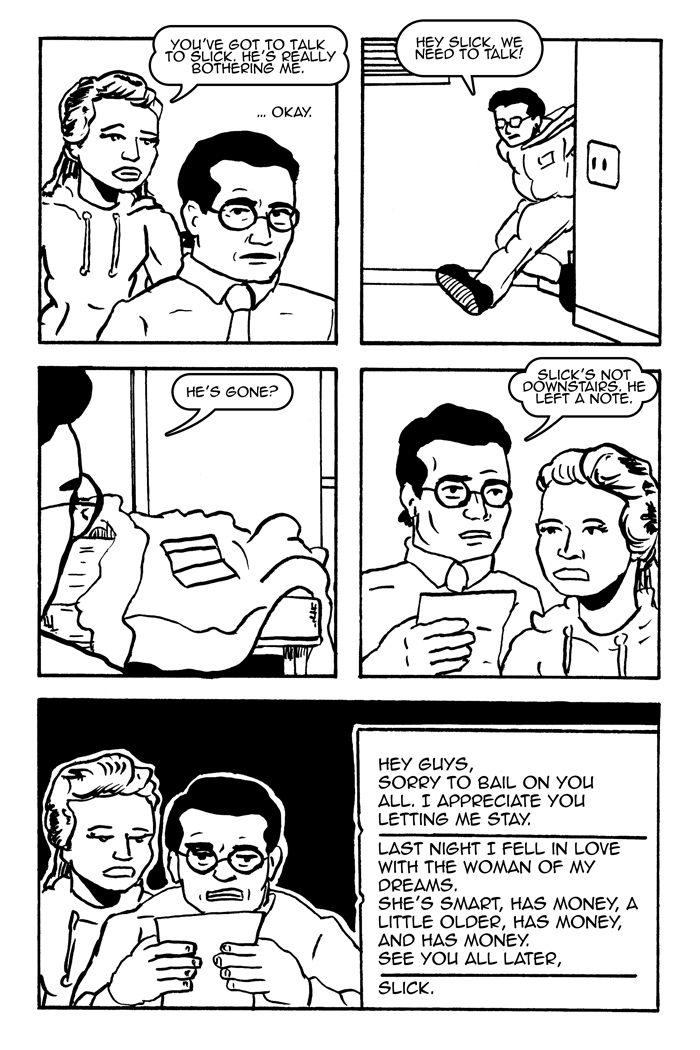 YOU'VE GOT TO TALK
TO SLICK. HE'S REALLY
BOTHERING ME.
... OKAY.
HEY SLICK, WE
NEED TO TALK!
HE'S GONE?
SLICK'S NOT
DOWNSTAIRS. HE
LEFT A NOTE.
HEY GUYS,
SORRY TO BAIL ON YOU
ALL. I APPRECIATE YOU
LETTING ME STAY.
LAST NIGHT I FELL IN LOVE
WITH THE WOMAN OF MY
DREAMS.
SHE'S SMART, HAS MONEY, A
LITTLE OLDER, HAS MONEY,
AND HAS MONEY.
SEE YOU ALL LATER,
SLICK.